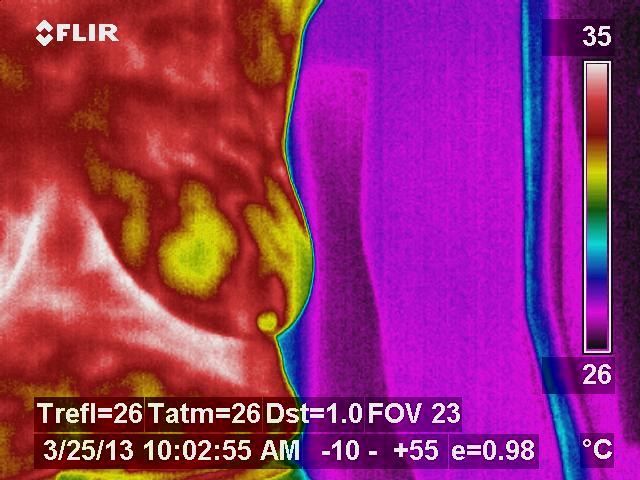 FLIR
35
26
Trefl=26 Tatm=26 Dst=1.0 FOV 23
3/25/13 10:02:55 AM -10 - +55 e=0.98 °C